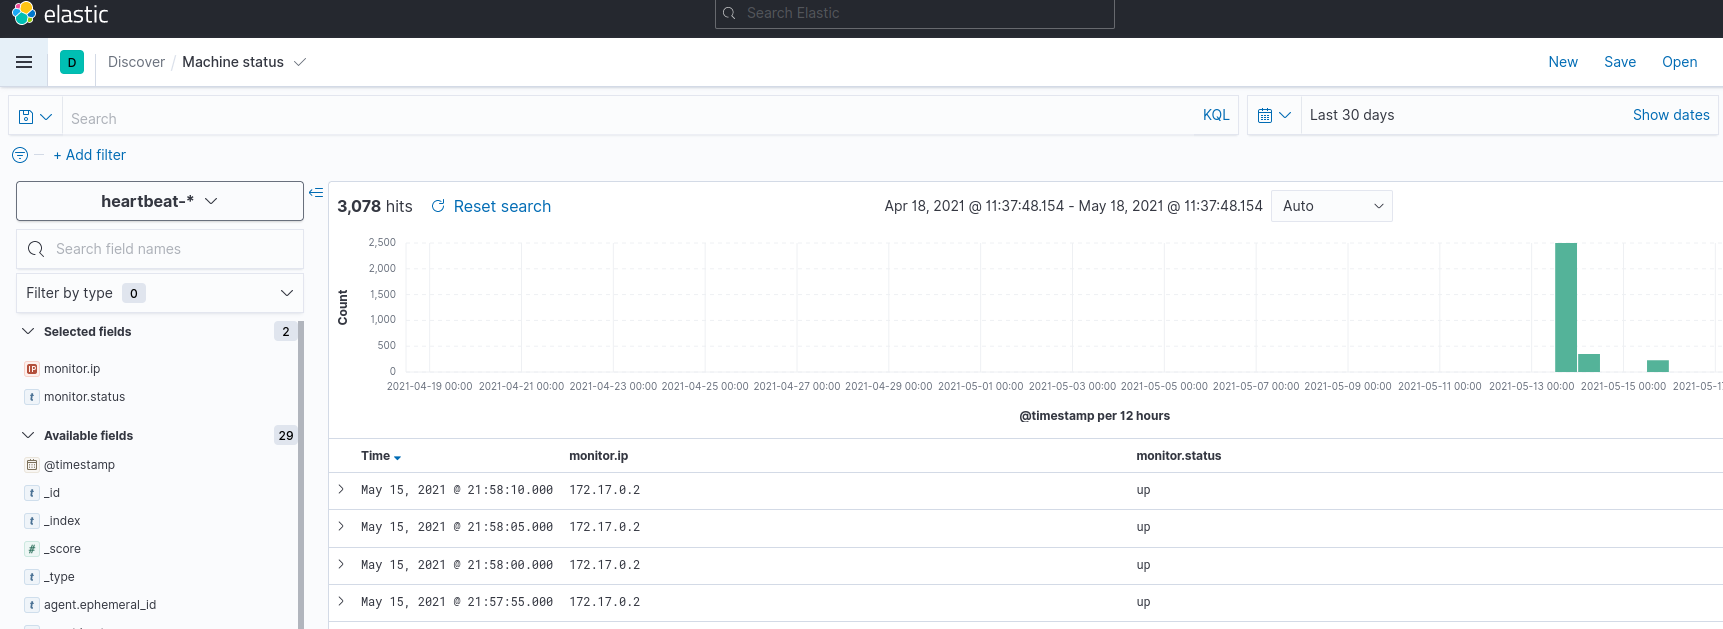 elastic
Search Elastic
D Discover / Machine status
New Save Open
Search KQL
Last 30 days Show dates
+ Add filter
heartbeat-*
3,078 hits Reset search
Apr 18, 2021 @ 11:37:48.154 - May 18, 2021 @ 11:37:48.154 Auto
Search field names
Filter by type 0
Selected fields 2
IP monitor.ip
t monitor.status
Available fields 29
@timestamp
t _id
t _index
# _score
t _type
t agent.ephemeral_id
Count
2,500
2,000
1,500
1,000
500
0
2021-04-19 00:00 2021-04-21 00:00 2021-04-23 00:00 2021-04-25 00:00 2021-04-27 00:00 2021-04-29 00:00 2021-05-01 00:00 2021-05-03 00:00 2021-05-05 00:00 2021-05-07 00:00 2021-05-09 00:00 2021-05-11 00:00 2021-05-13 00:00 2021-05-15 00:00 2021-05-1
@timestamp per 12 hours
Time monitor.ip monitor.status
May 15, 2021 @ 21:58:10.000 172.17.0.2 up
May 15, 2021 @ 21:58:05.000 172.17.0.2 up
May 15, 2021 @ 21:58:00.000 172.17.0.2 up
May 15, 2021 @ 21:57:55.000 172.17.0.2 up